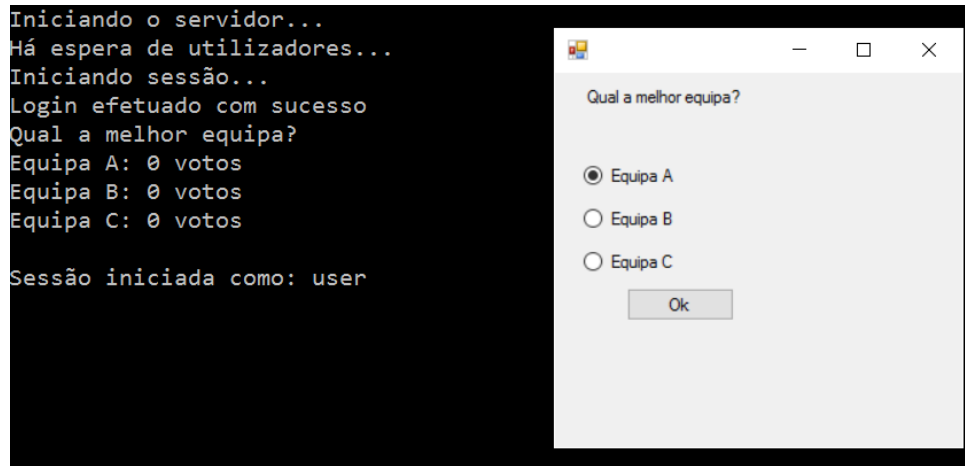 Iniciando o servidor...
Há espera de utilizadores...
Iniciando sessão...
Login efetuado com sucesso
Qual a melhor equipa?
Equipa A: 0 votos
Equipa B: 0 votos
Equipa C: 0 votos
Sessão iniciada como: user
Qual a melhor equipa?
Equipa A
Equipa B
Equipa C
Ok